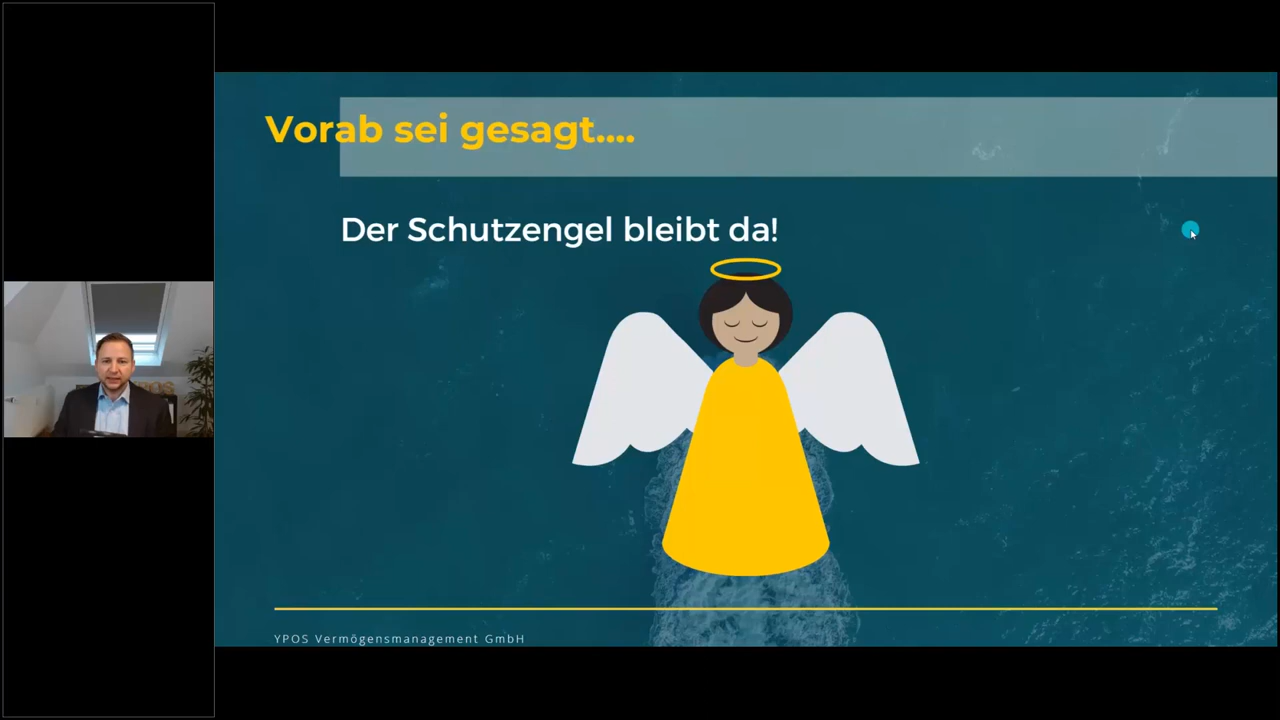 Vorab sei gesagt....
Der Schutzengel bleibt da!
YPOS Vermögensmanagement GmbH